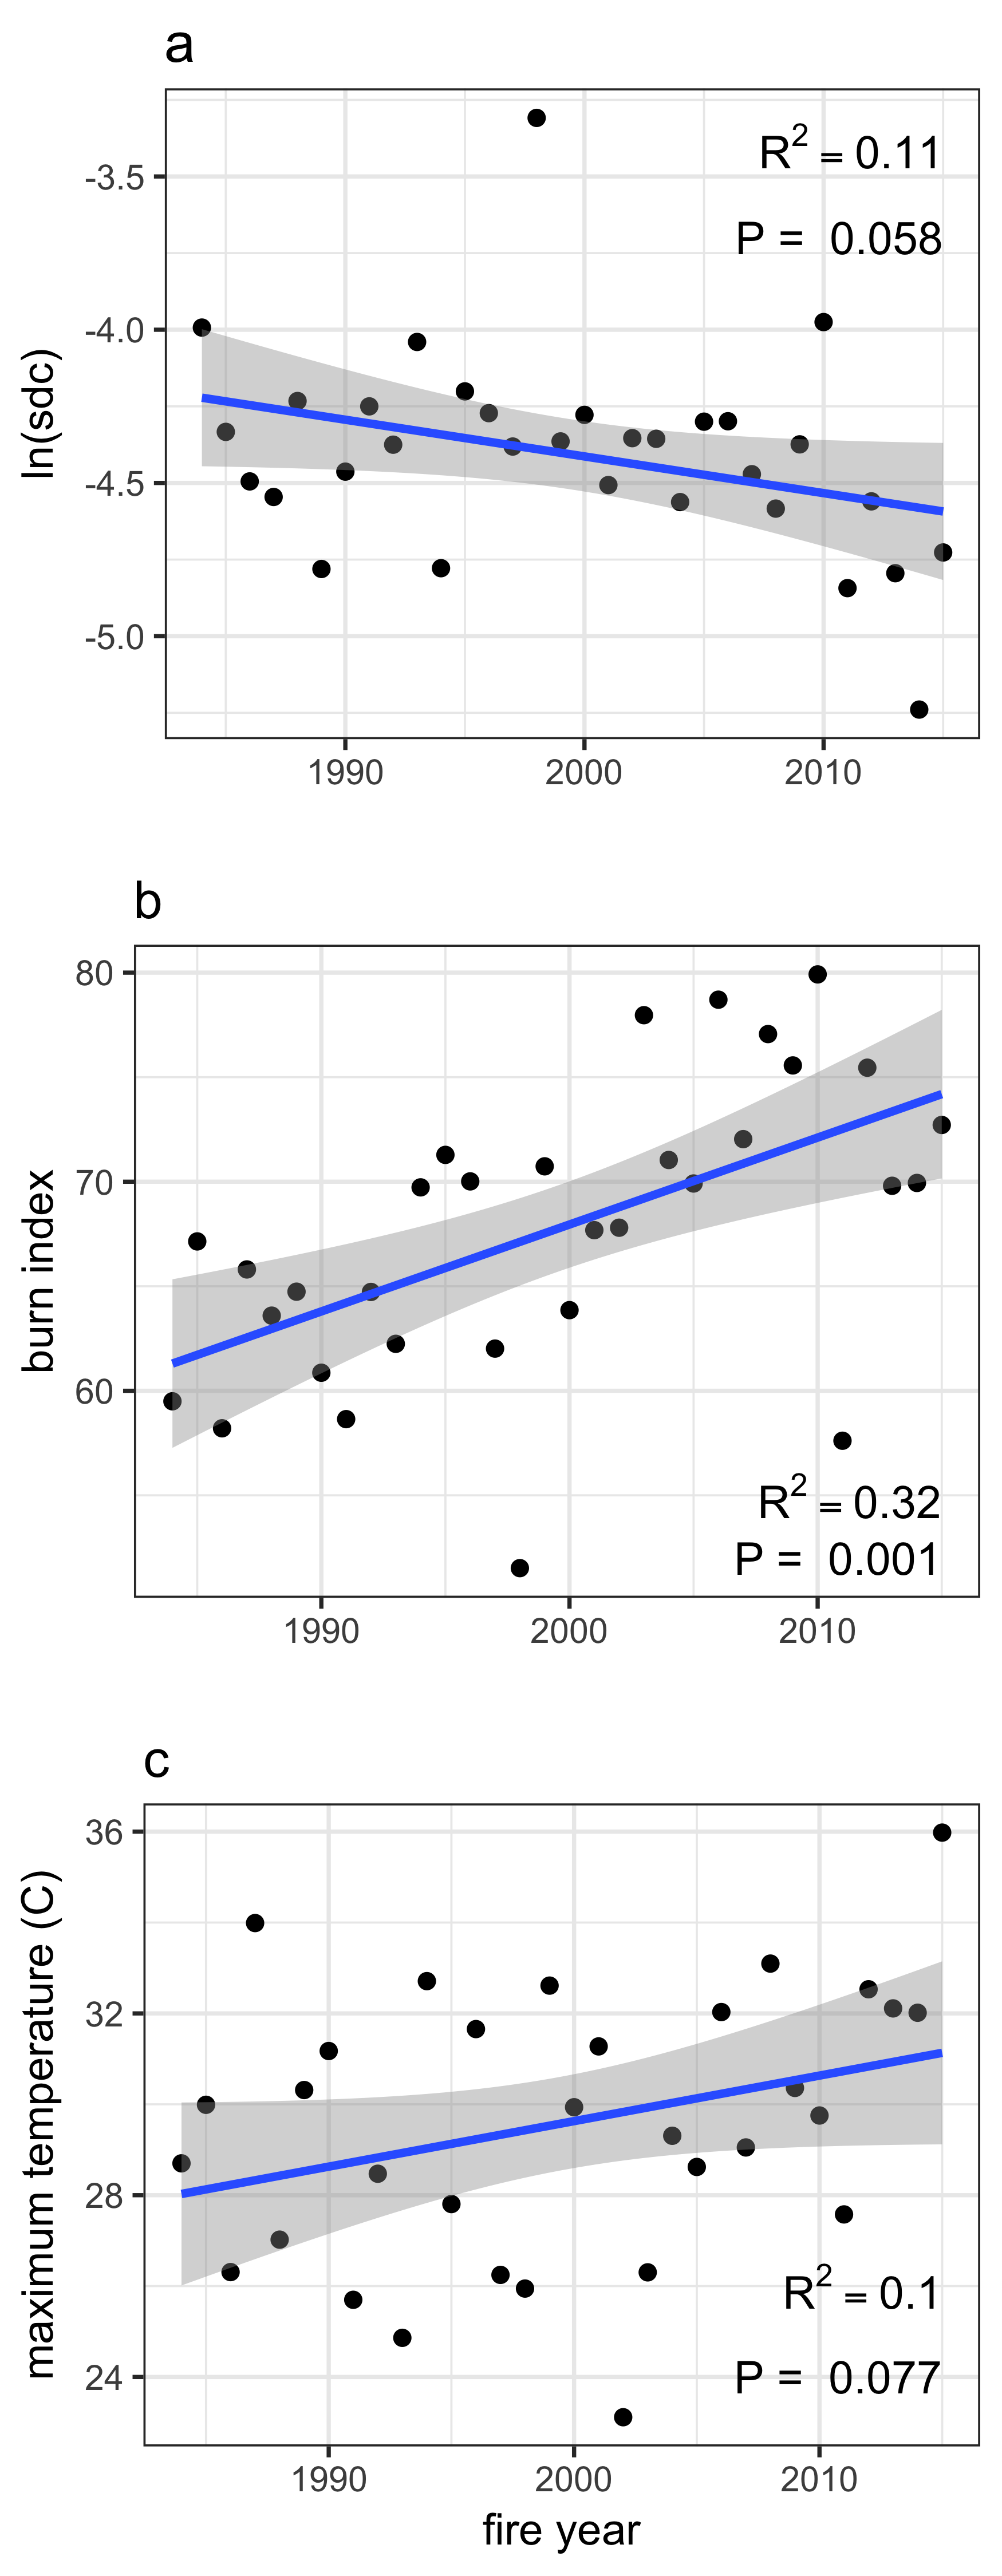 a
R2 = 0.11
P = 0.058
-3.5
-4.0
-4.5
-5.0
ln(sdc)
1990 2000 2010
b
80
70
60
burn index
R2 = 0.32
P = 0.001
1990 2000 2010
c
36
32
28
24
maximum temperature (C)
R2 = 0.1
P = 0.077
1990 2000 2010
fire year